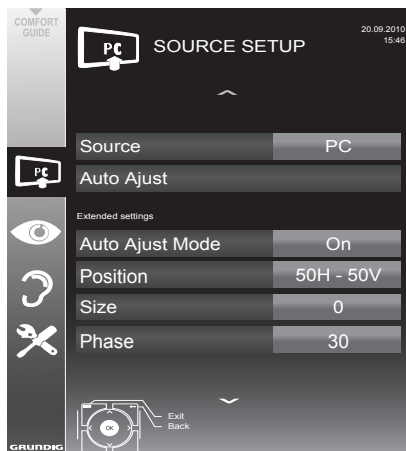 COMFORT
GUIDE
PC
SOURCE SETUP
20.09.2010
15:46
Source PC
PC
Auto Ajust
Extended settings
Auto Ajust Mode On
Position 50H - 50V
Size 0
Phase 30
Exit
Back
OK
GRUNDIG